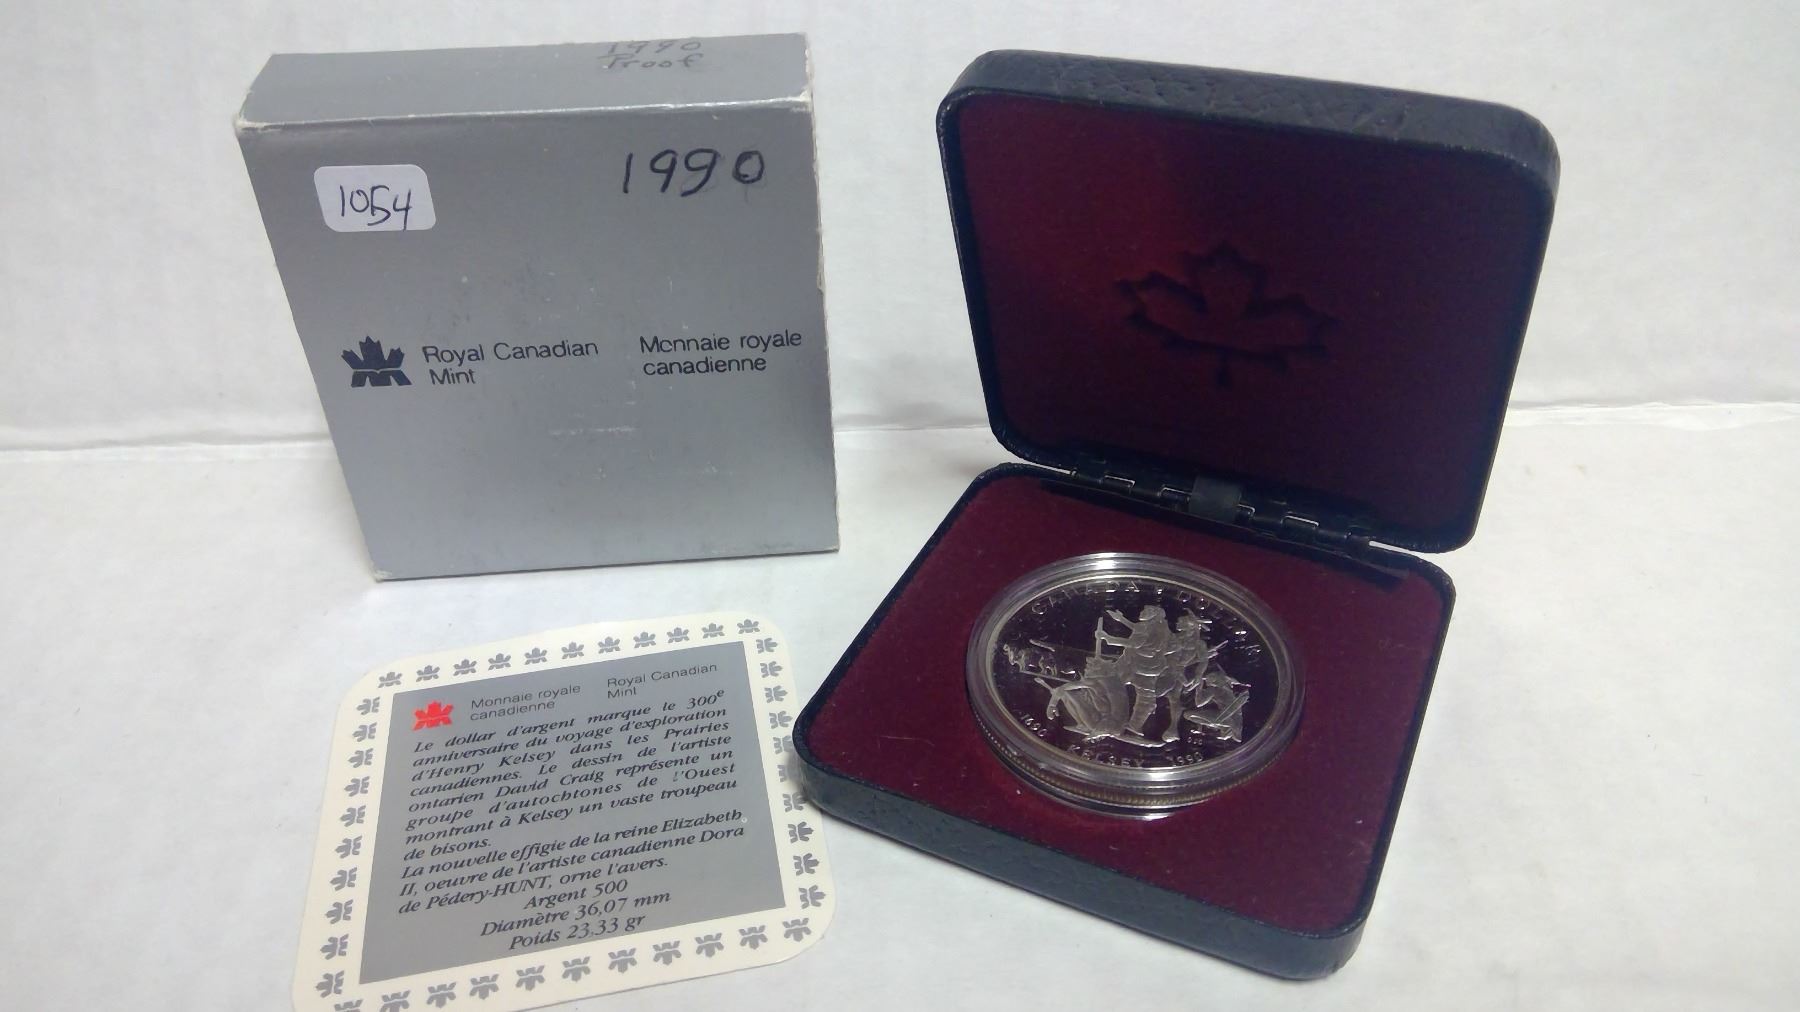 1990
Proof
1990
1054
Royal Canadian
Mint
Monnaie royale
canadienne
Monnaie royale
canadienne
Royal Canadian
Mint
Le dollar d'argent marque le 300e
anniversaire du voyage d'exploration
d'Henry Kelsey dans les Prairies
canadiennes. Le dessin de l'artiste
ontarien David Craig représente un
groupe d'autochtones de l'Ouest
montrant à Kelsey un vaste troupeau
de bisons.
La nouvelle effigie de la reine Elizabeth
II, oeuvre de l'artiste canadienne Dora
de Pédery-HUNT, orne l'avers.
Argent 500
Diamètre 36,07 mm
Poids 23,33 gr
CANADA
1690 KELSEY 1990